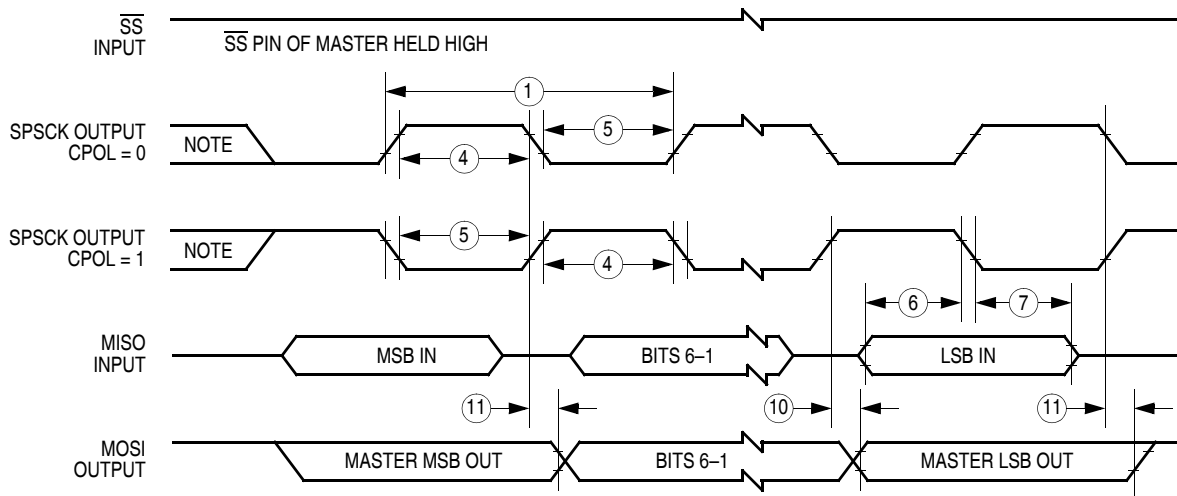 SS
INPUT
SS PIN OF MASTER HELD HIGH
1
SPSCK OUTPUT
CPOL = 0
NOTE
4
5
SPSCK OUTPUT
CPOL = 1
NOTE
5
4
6
7
MISO
INPUT
MSB IN
BITS 6–1
LSB IN
11
10
11
MOSI
OUTPUT
MASTER MSB OUT
BITS 6–1
MASTER LSB OUT